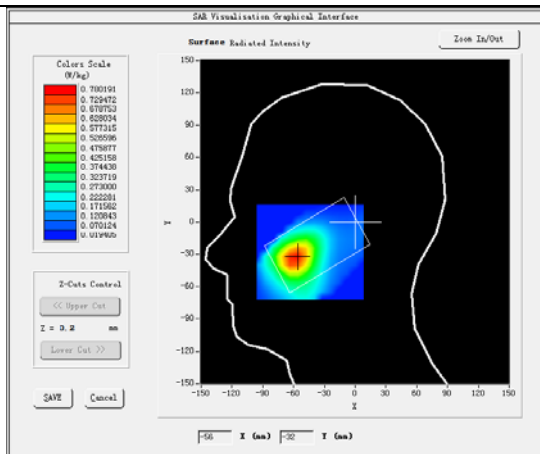 SAR Visualisation Graphical Interface
Surface Radiated Intensity
Zoom In/Out
Colors Scale
(W/kg)
0.780191
0.729472
0.678753
0.628034
0.577315
0.526596
0.475877
0.425158
0.374438
0.323719
0.273000
0.222281
0.171562
0.120843
0.070124
0.019405
Z-Cuts Control
<< Upper Cut
Z = 3.2 mm
Lower Cut >>
SAVE Cancel
150
120
90
60
30
0
-30
-60
-90
-120
-150
Y
-150 -120 -90 -60 -30 0 30 60 90 120 150
X
-56 X (mm) -32 Y (mm)